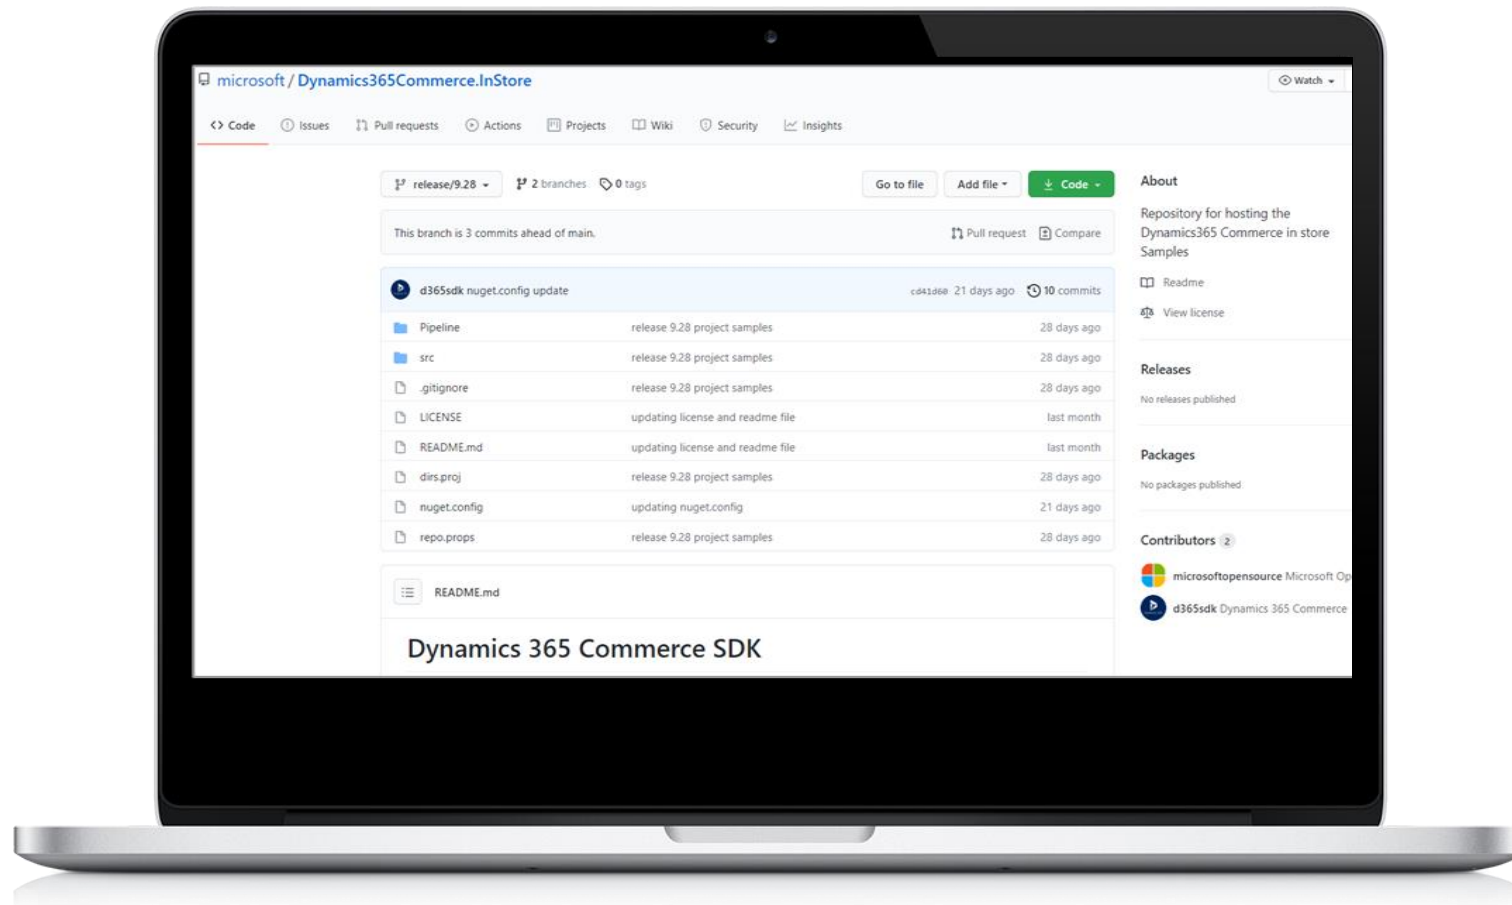 microsoft / Dynamics365Commerce.InStore
Watch
Code Issues Pull requests Actions Projects Wiki Security Insights
release/9.28 2 branches 0 tags Go to file Add file Code
This branch is 3 commits ahead of main. Pull request Compare
d365sdk nuget.config update cd41d60 21 days ago 10 commits
Pipeline release 9.28 project samples 28 days ago
src release 9.28 project samples 28 days ago
.gitignore release 9.28 project samples 28 days ago
LICENSE updating license and readme file last month
README.md updating license and readme file last month
dirs.proj release 9.28 project samples 28 days ago
nuget.config updating nuget.config 21 days ago
repo.props release 9.28 project samples 28 days ago
README.md
Dynamics 365 Commerce SDK
About
Repository for hosting the
Dynamics365 Commerce in store
Samples
Readme
View license
Releases
No releases published
Packages
No packages published
Contributors 2
microsoftopensource Microsoft Op
d365sdk Dynamics 365 Commerce